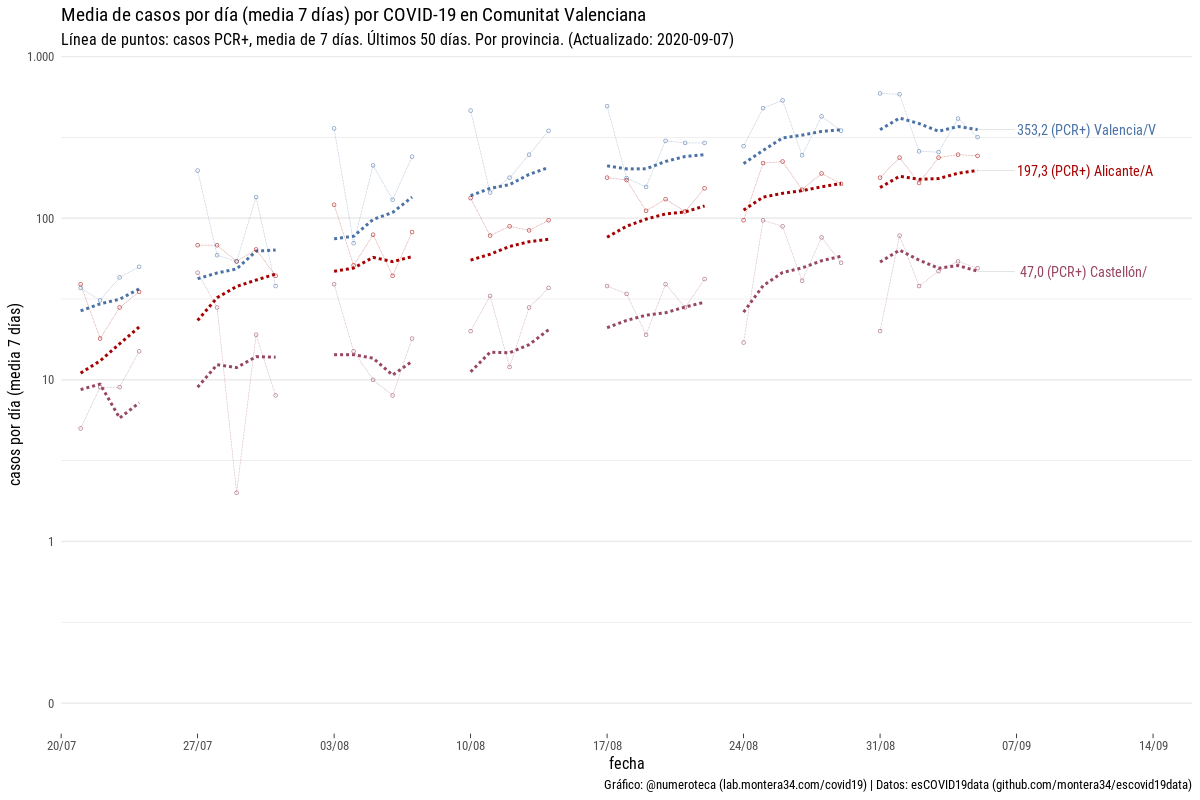 Media de casos por día (media 7 días) por COVID-19 en Comunitat Valenciana
Línea de puntos: casos PCR+, media de 7 días. Últimos 50 días. Por provincia. (Actualizado: 2020-09-07)
1.000
100
10
1
0
casos por día (media 7 días)
353,2 (PCR+) Valencia/V
197,3 (PCR+) Alicante/A
47,0 (PCR+) Castellón/
20/07
27/07
03/08
10/08
17/08
24/08
31/08
07/09
14/09
fecha
Gráfico: @numeroteca (lab.montera34.com/covid19) | Datos: esCOVID19data (github.com/montera34/escovid19data)